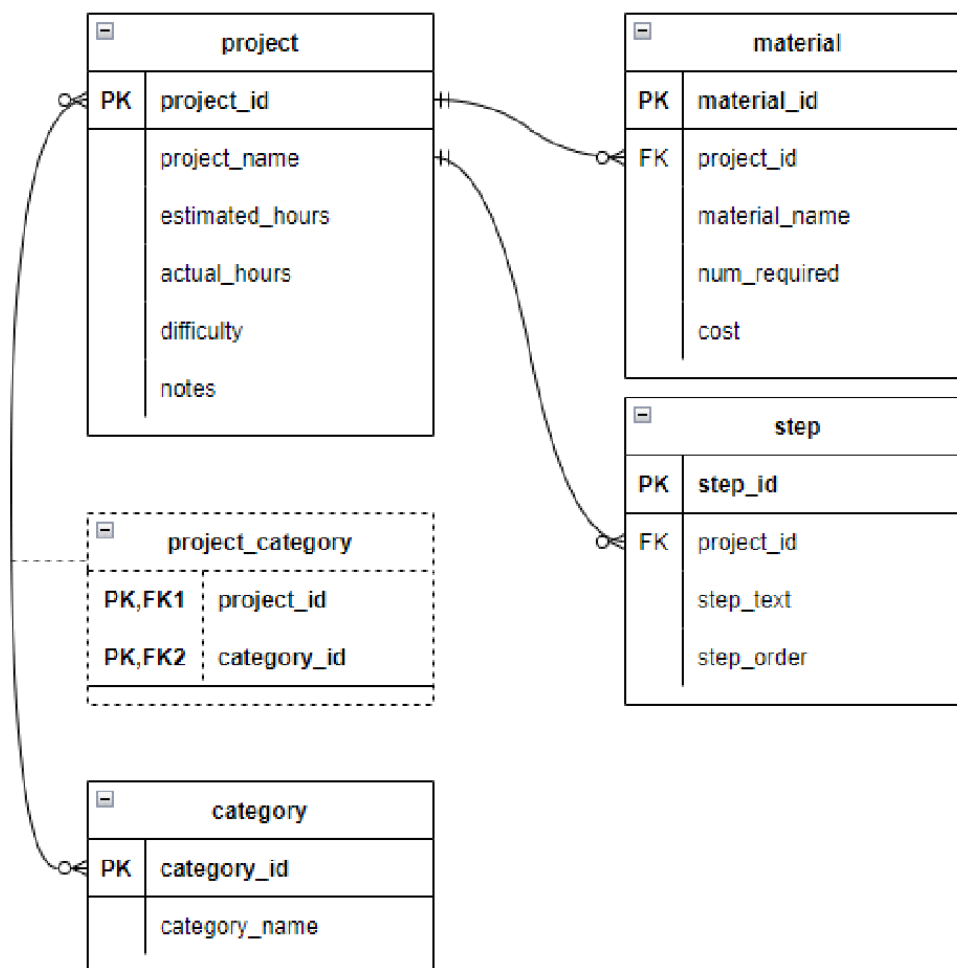 project
PK project_id
project_name
estimated_hours
actual_hours
difficulty
notes
material
PK material_id
FK project_id
material_name
num_required
cost
step
PK step_id
FK project_id
step_text
step_order
project_category
PK,FK1 project_id
PK,FK2 category_id
category
PK category_id
category_name